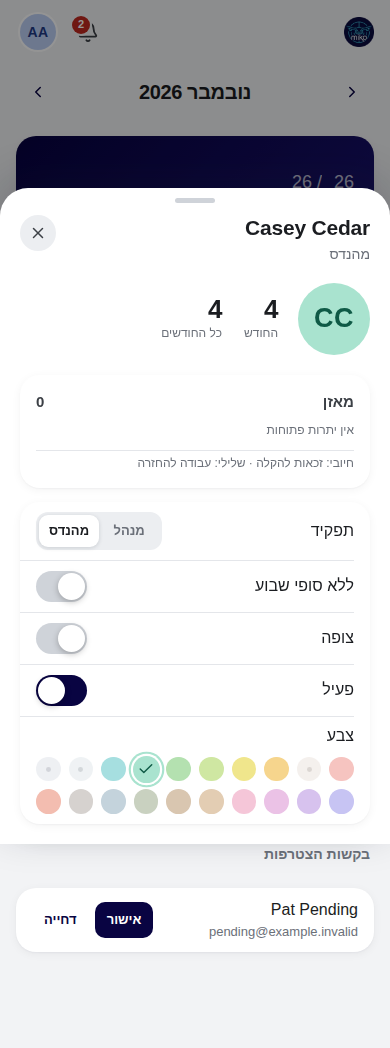 AA
2
miko
נובמבר 2026
26 / 26
Casey Cedar
מהנדס
CC
4
החודש
4
כל החודשים
מאזן
0
אין יתרות פתוחות
חיובי: זכאות להקלה · שלילי: עבודה להחזרה
תפקיד
מנהל
מהנדס
ללא סופי שבוע
צופה
פעיל
צבע
בקשות הצטרפות
Pat Pending
pending@example.invalid
אישור
דחייה